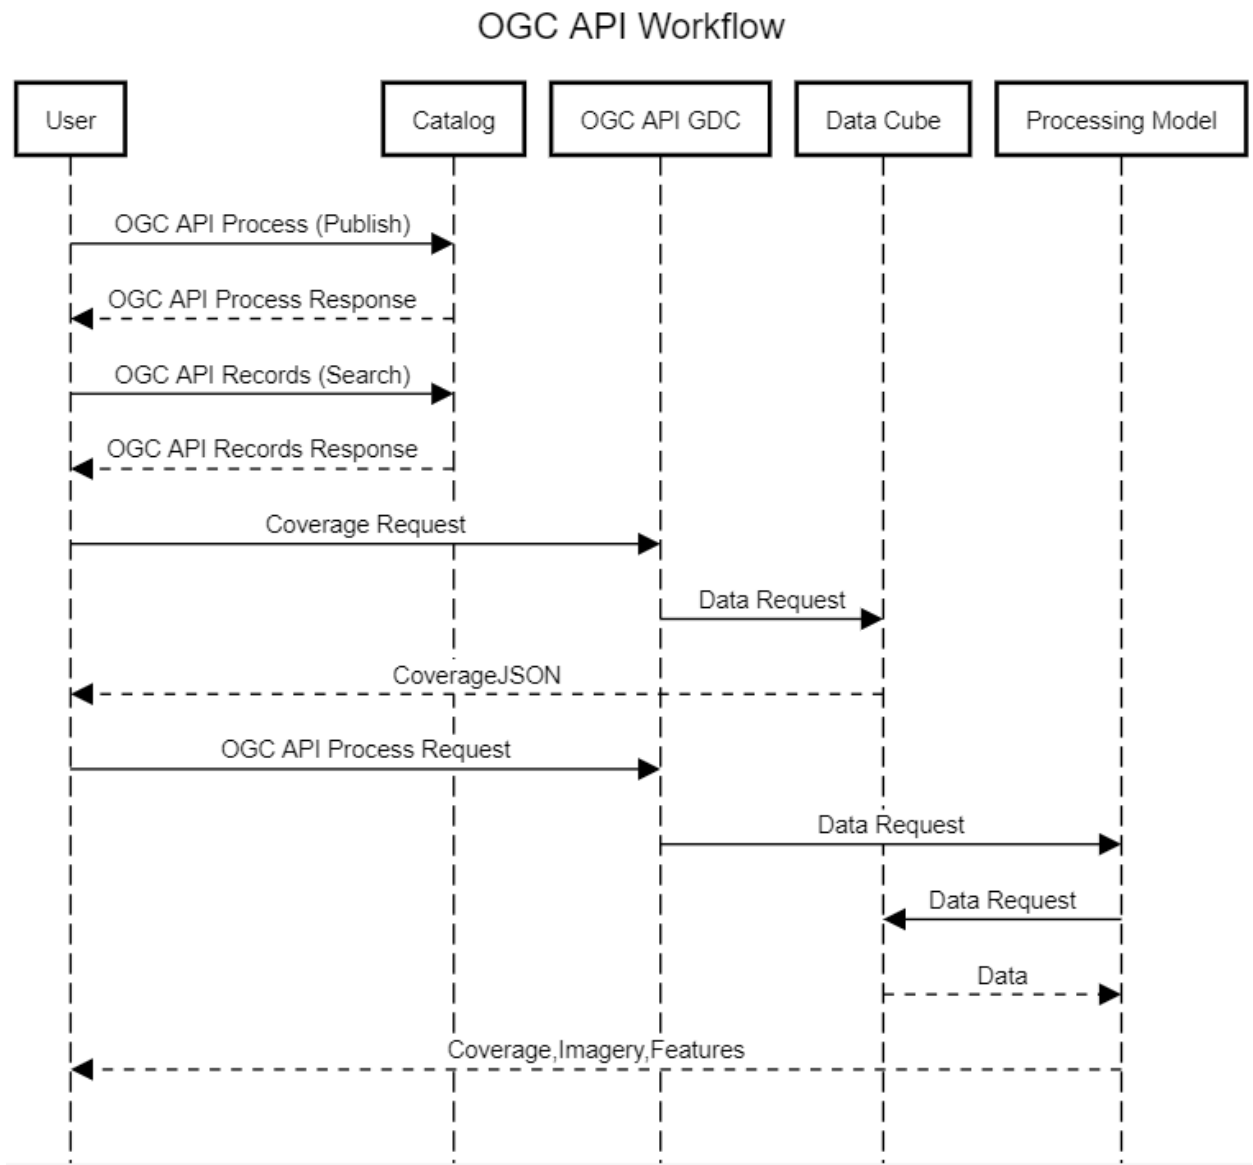 OGC API Workflow
User
Catalog
OGC API GDC
Data Cube
Processing Model
OGC API Process (Publish)
OGC API Process Response
OGC API Records (Search)
OGC API Records Response
Coverage Request
Data Request
CoverageJSON
OGC API Process Request
Data Request
Data Request
Data
Coverage,Imagery,Features